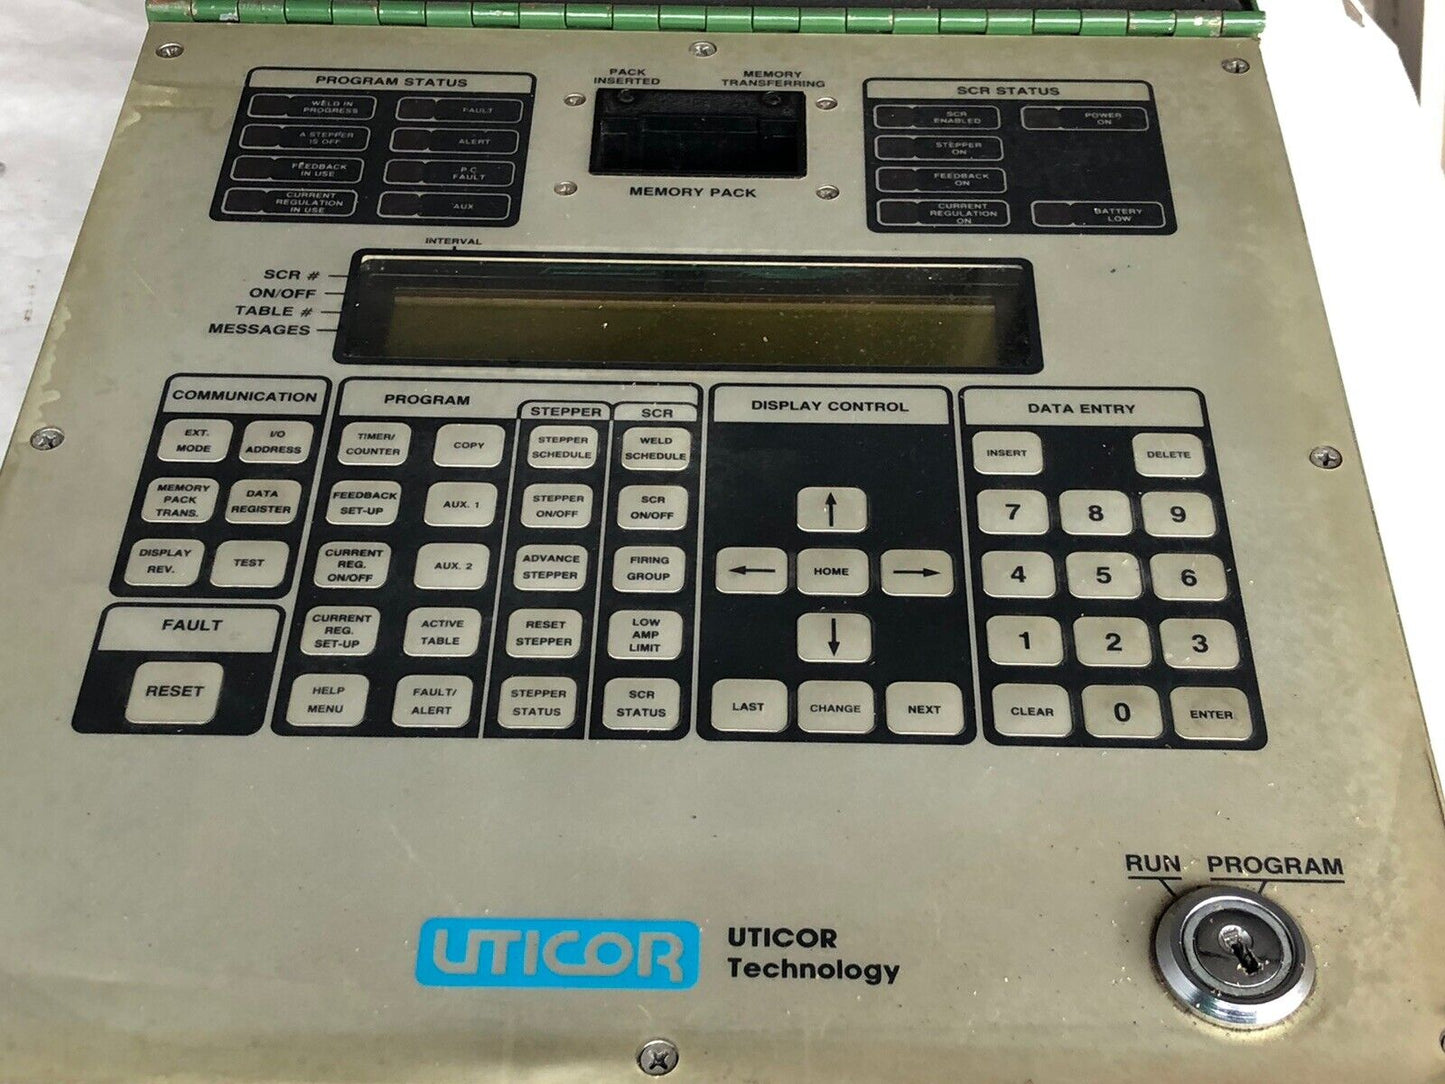 PROGRAM STATUS
WELD IN
PROGRESS
FAULT
A STEPPER
IS OFF
ALERT
FEEDBACK
IN USE
P.C.
FAULT
CURRENT
REGULATION
IN USE
AUX
PACK
INSERTED
MEMORY
TRANSFERRING
MEMORY PACK
SCR STATUS
SCR
ENABLED
POWER
ON
STEPPER
ON
FEEDBACK
ON
CURRENT
REGULATION
ON
BATTERY
LOW
INTERVAL
SCR #
ON/OFF
TABLE #
MESSAGES
COMMUNICATION
EXT.
MODE
I/O
ADDRESS
MEMORY
PACK
TRANS.
DATA
REGISTER
DISPLAY
REV.
TEST
FAULT
RESET
PROGRAM
STEPPER
SCR
TIMER/
COUNTER
COPY
STEPPER
SCHEDULE
WELD
SCHEDULE
FEEDBACK
SET-UP
AUX. 1
STEPPER
ON/OFF
SCR
ON/OFF
CURRENT
REG.
ON/OFF
AUX. 2
ADVANCE
STEPPER
FIRING
GROUP
CURRENT
REG.
SET-UP
ACTIVE
TABLE
RESET
STEPPER
LOW
AMP
LIMIT
HELP
MENU
FAULT/
ALERT
STEPPER
STATUS
SCR
STATUS
DISPLAY CONTROL
↑
← HOME →
↓
LAST CHANGE NEXT
DATA ENTRY
INSERT DELETE
7 8 9
4 5 6
1 2 3
CLEAR 0 ENTER
RUN PROGRAM
UTICOR
UTICOR
Technology